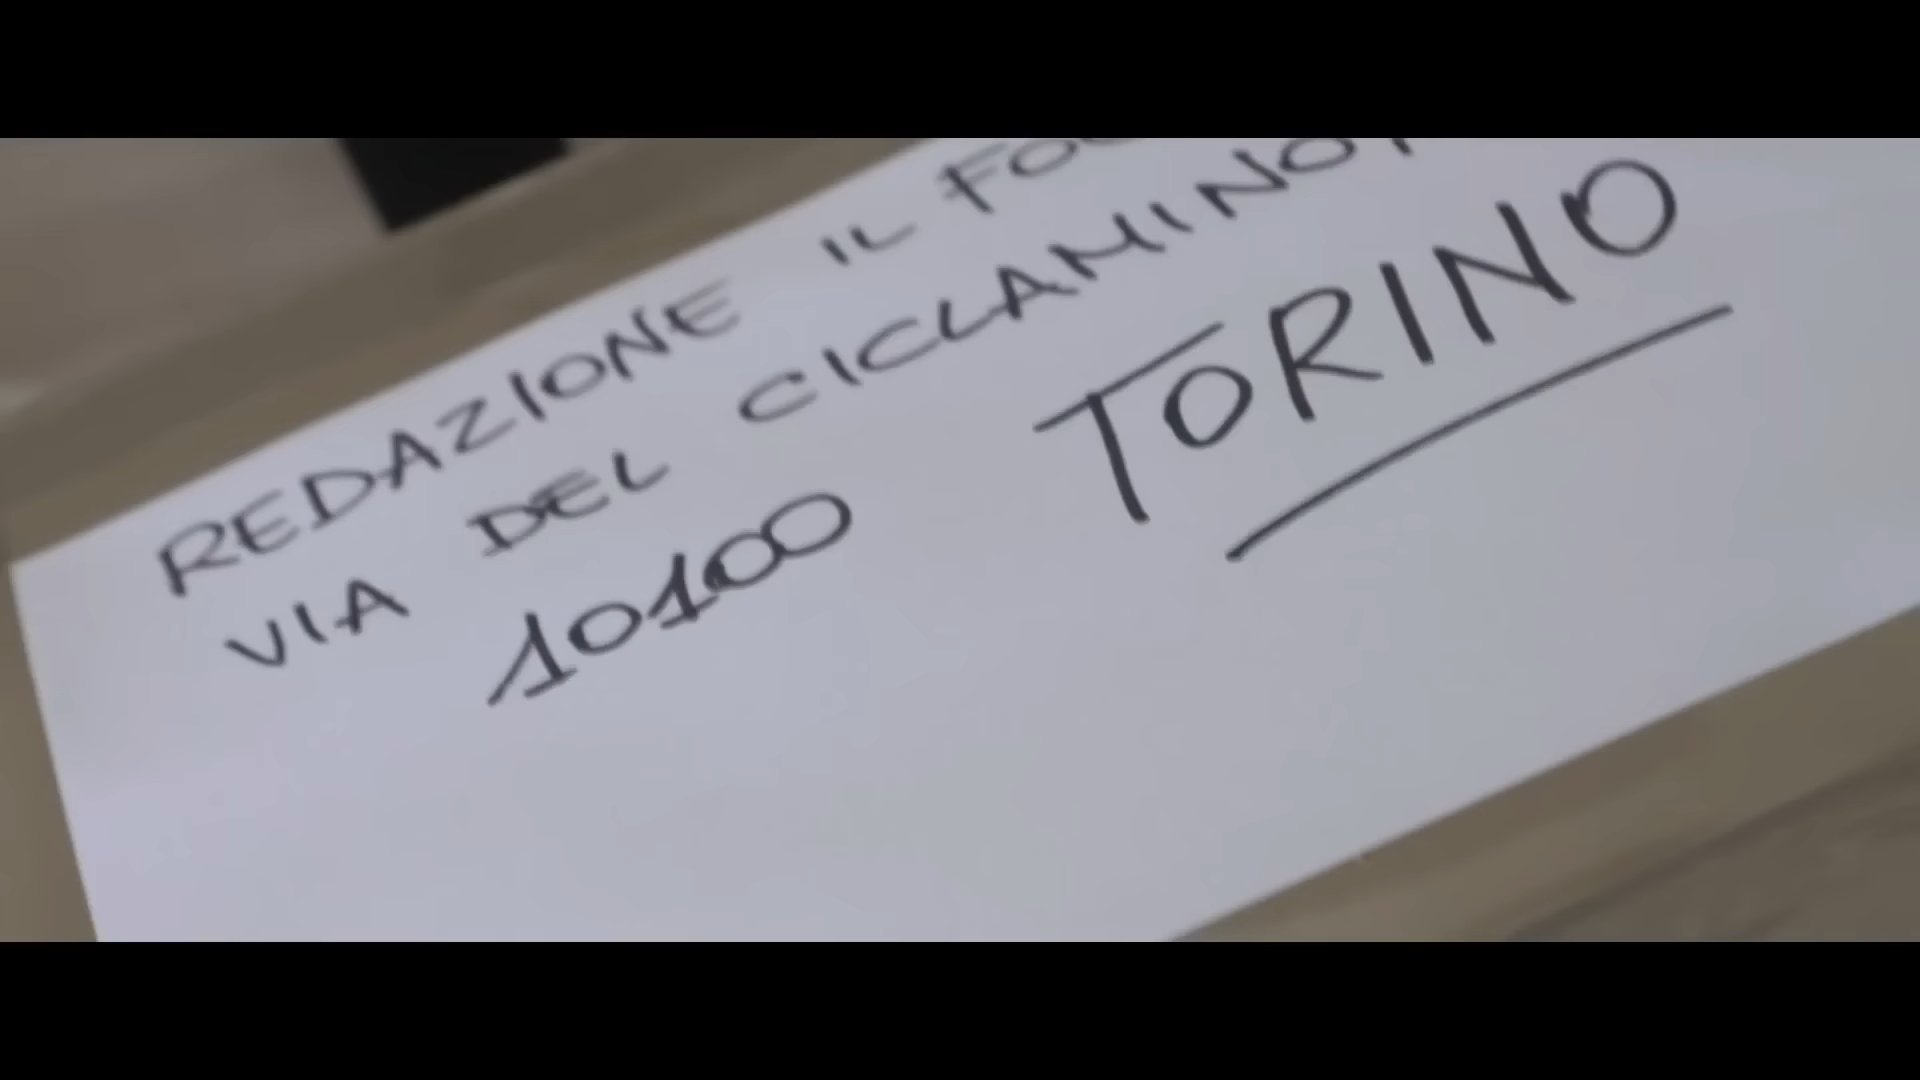 REDAZIONE IL
VIA DEL CICLAMINO,
10100 TORINO